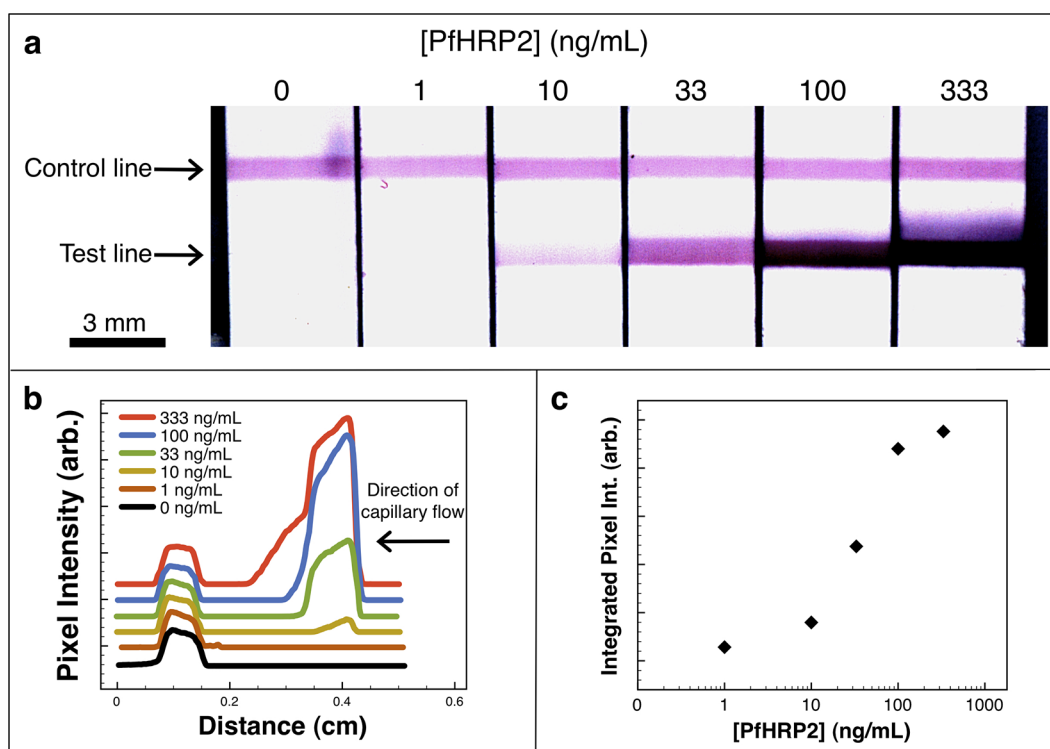 a
[PfHRP2] (ng/mL)
0 1 10 33 100 333
Control line
Test line
3 mm
b
Pixel Intensity (arb.)
333 ng/mL
100 ng/mL
33 ng/mL
10 ng/mL
1 ng/mL
0 ng/mL
Direction of
capillary flow
0 0.2 0.4 0.6
Distance (cm)
c
Integrated Pixel Int. (arb.)
0 1 10 100 1000
[PfHRP2] (ng/mL)